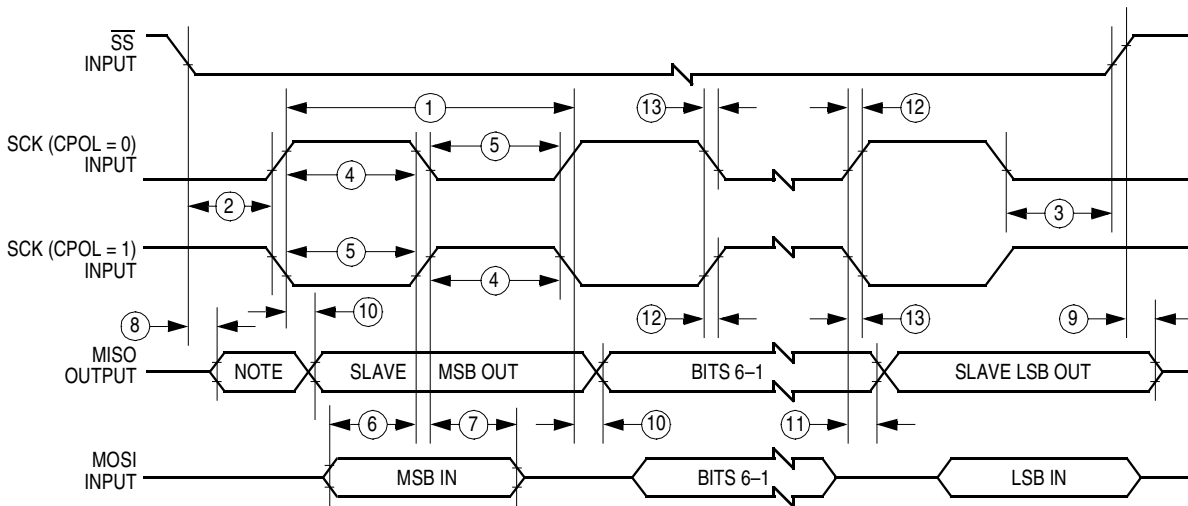 SS
INPUT
1
13
12
SCK (CPOL = 0)
INPUT
5
4
2
3
SCK (CPOL = 1)
INPUT
5
4
8
10
12
13
9
MISO
OUTPUT
NOTE
SLAVE MSB OUT
BITS 6–1
SLAVE LSB OUT
6
7
10
11
MOSI
INPUT
MSB IN
BITS 6–1
LSB IN